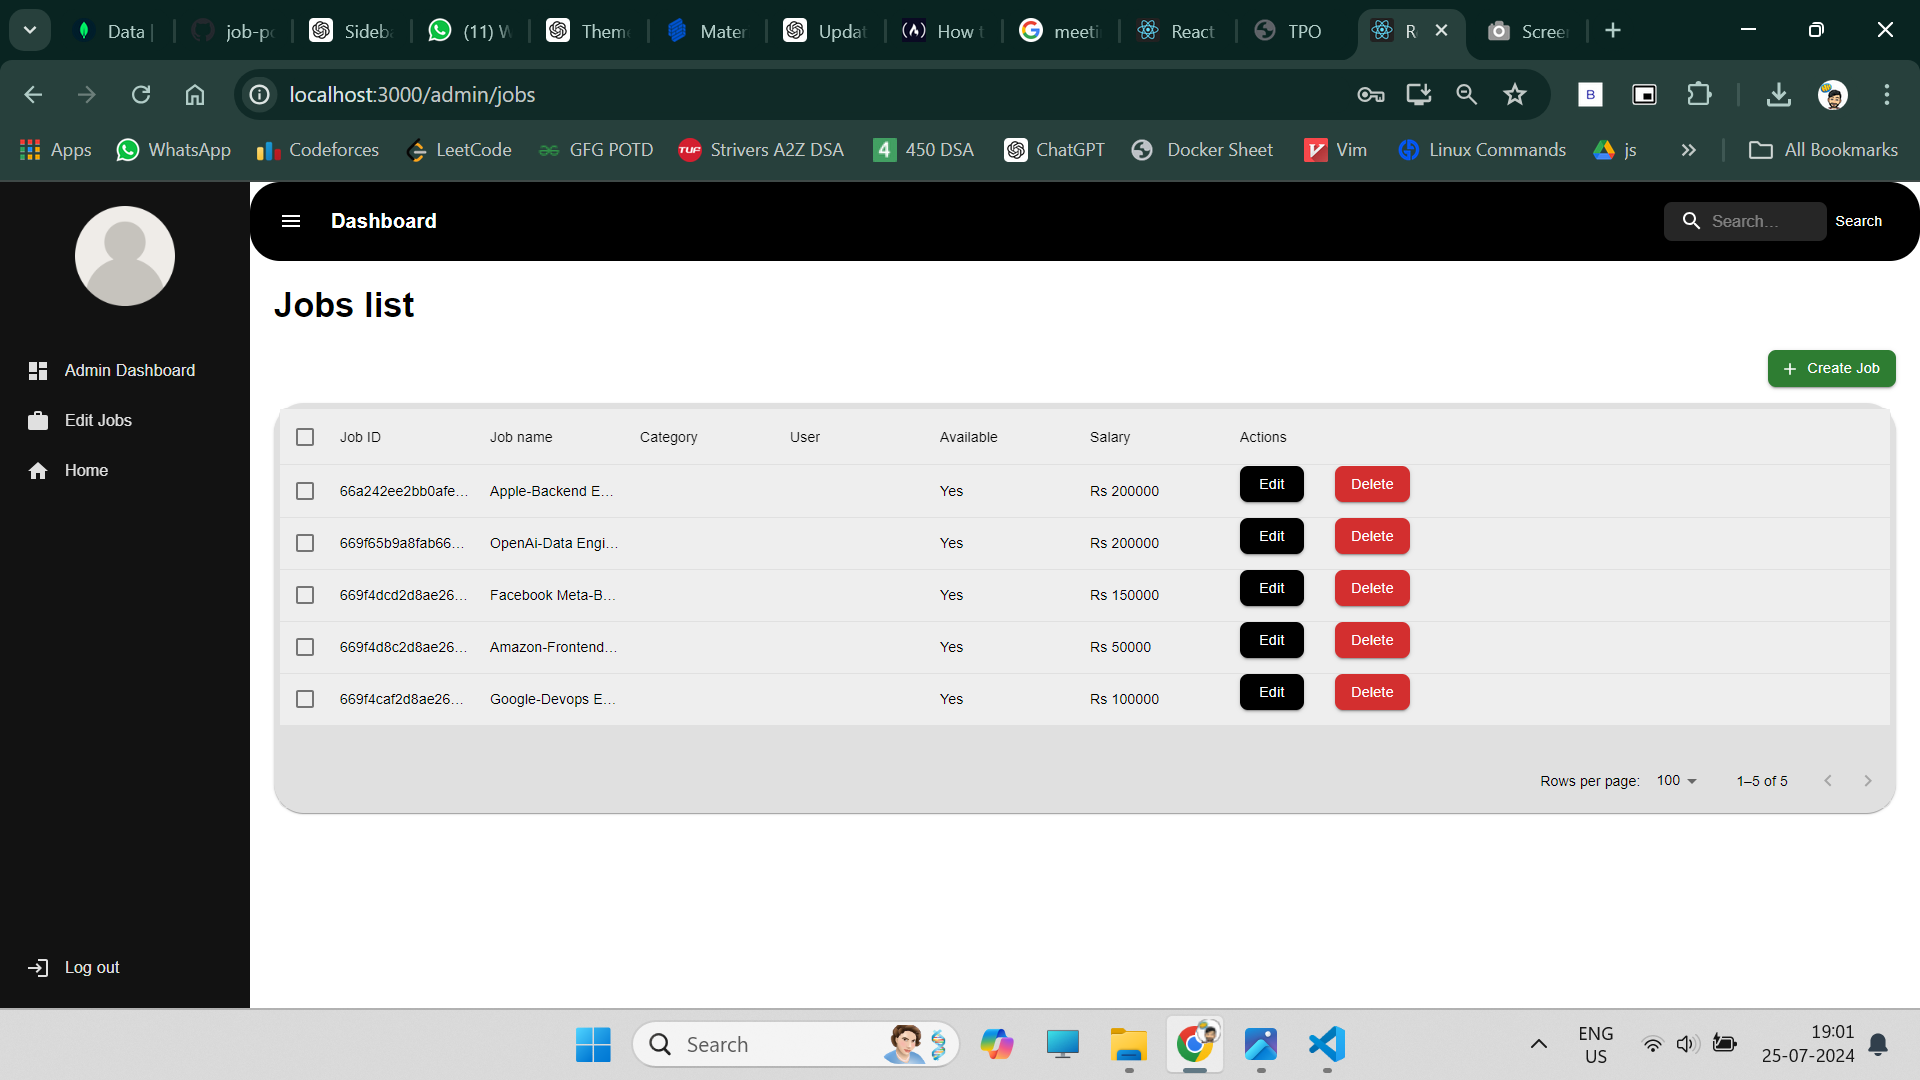 Data
job-po
Sideba
(11) W
Theme
Mater
Updat
How t
meeti
React
TPO
R
Scree
localhost:3000/admin/jobs
Apps WhatsApp Codeforces LeetCode GFG POTD TUF Strivers A2Z DSA 4 450 DSA ChatGPT Docker Sheet Vim Linux Commands js » All Bookmarks
Dashboard Search... Search
Jobs list
Admin Dashboard
Edit Jobs
Home
Log out
+ Create Job
Job ID Job name Category User Available Salary Actions
66a242ee2bb0afe... Apple-Backend E... Yes Rs 200000 Edit Delete
669f65b9a8fab66... OpenAi-Data Engi... Yes Rs 200000 Edit Delete
669f4dcd2d8ae26... Facebook Meta-B... Yes Rs 150000 Edit Delete
669f4d8c2d8ae26... Amazon-Frontend... Yes Rs 50000 Edit Delete
669f4caf2d8ae26... Google-Devops E... Yes Rs 100000 Edit Delete
Rows per page: 100 1–5 of 5
Search
ENG
US
19:01
25-07-2024